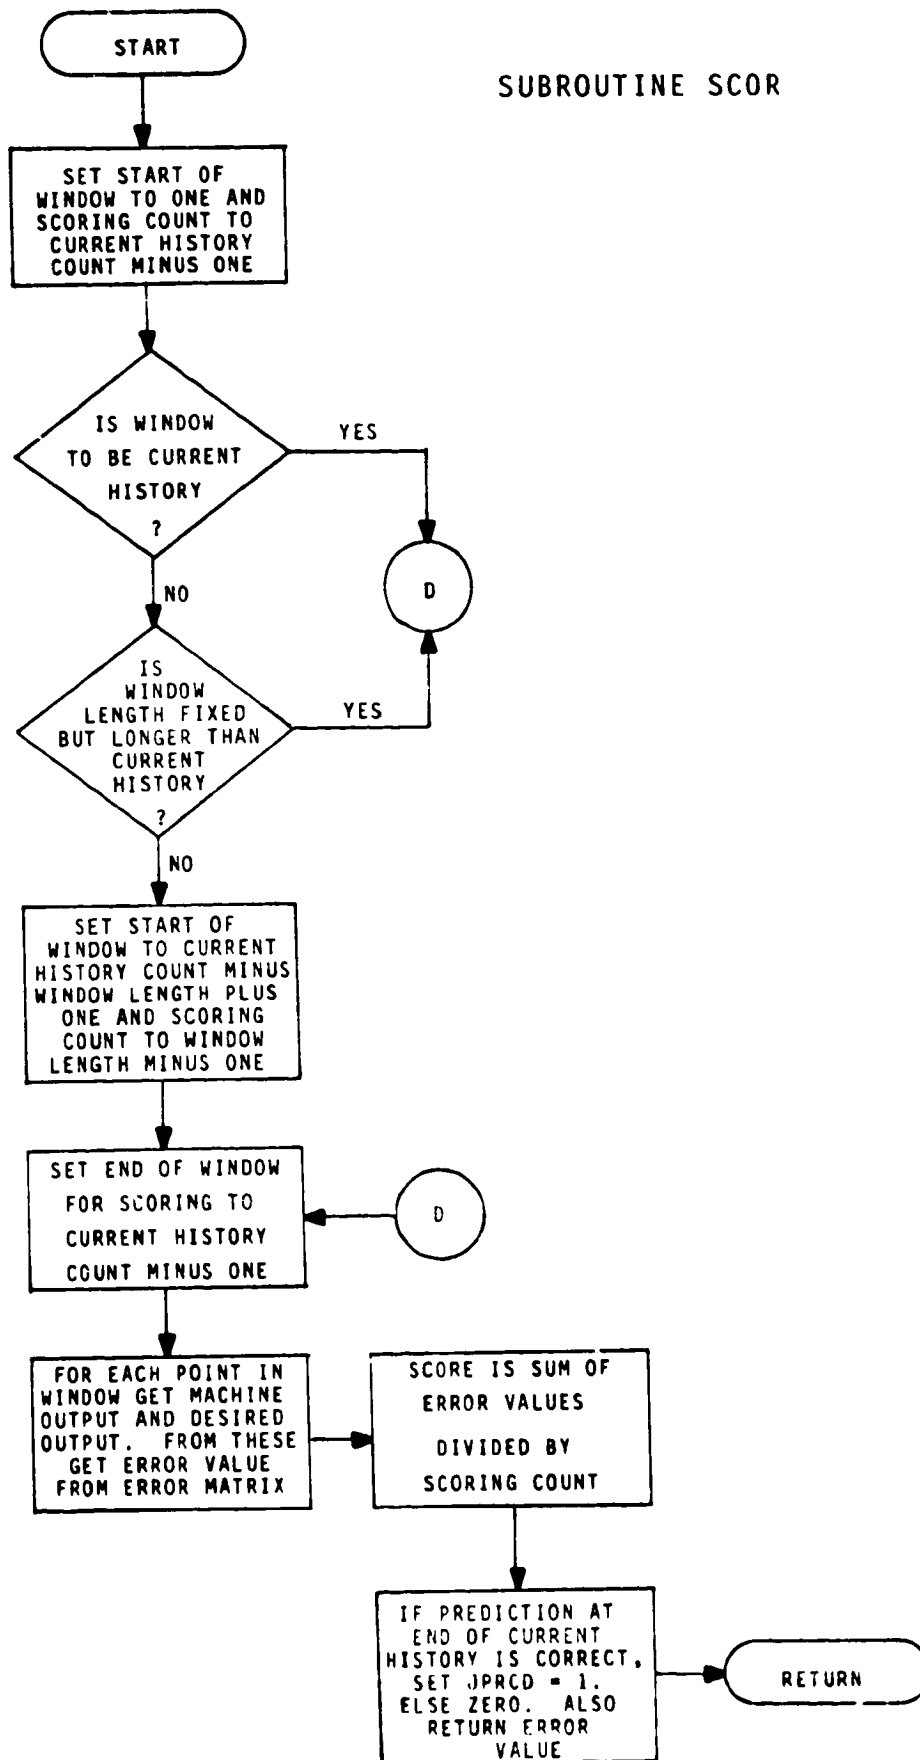 START
SUBROUTINE SCOR
SET START OF
WINDOW TO ONE AND
SCORING COUNT TO
CURRENT HISTORY
COUNT MINUS ONE
IS WINDOW
TO BE CURRENT
HISTORY
?
YES
D
NO
IS
WINDOW
LENGTH FIXED
BUT LONGER THAN
CURRENT
HISTORY
?
YES
NO
SET START OF
WINDOW TO CURRENT
HISTORY COUNT MINUS
WINDOW LENGTH PLUS
ONE AND SCORING
COUNT TO WINDOW
LENGTH MINUS ONE
SET END OF WINDOW
FOR SCORING TO
CURRENT HISTORY
COUNT MINUS ONE
D
FOR EACH POINT IN
WINDOW GET MACHINE
OUTPUT AND DESIRED
OUTPUT. FROM THESE
GET ERROR VALUE
FROM ERROR MATRIX
SCORE IS SUM OF
ERROR VALUES
DIVIDED BY
SCORING COUNT
IF PREDICTION AT
END OF CURRENT
HISTORY IS CORRECT,
SET JPRCD = 1.
ELSE ZERO. ALSO
RETURN ERROR
VALUE
RETURN